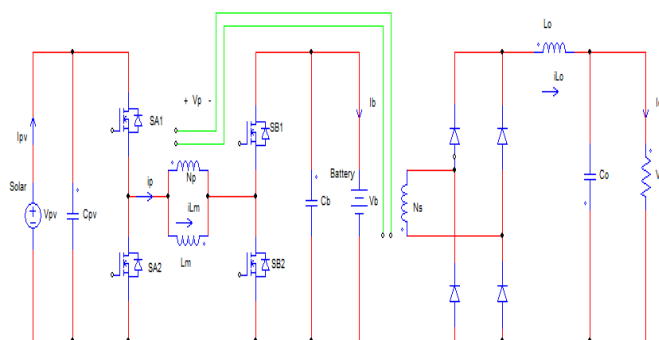 Lo
iLo
+ Vp -
SA1
SB1
Ipv
Ib
I
Solar
Np
Battery
ip
iLm
Vpv
Cpv
Cb
Vb
Ns
Co
V
SA2
Lm
SB2